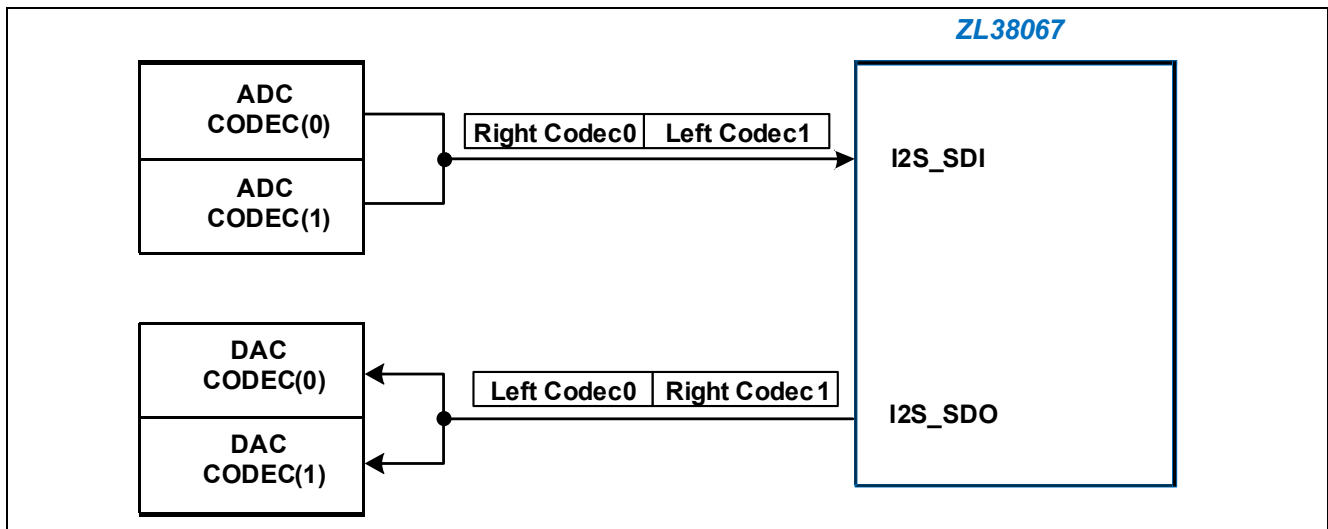 ZL38067
ADC
CODEC(0)
ADC
CODEC(1)
Right Codec0 Left Codec1
I2S_SDI
DAC
CODEC(0)
DAC
CODEC(1)
Left Codec0 Right Codec1
I2S_SDO